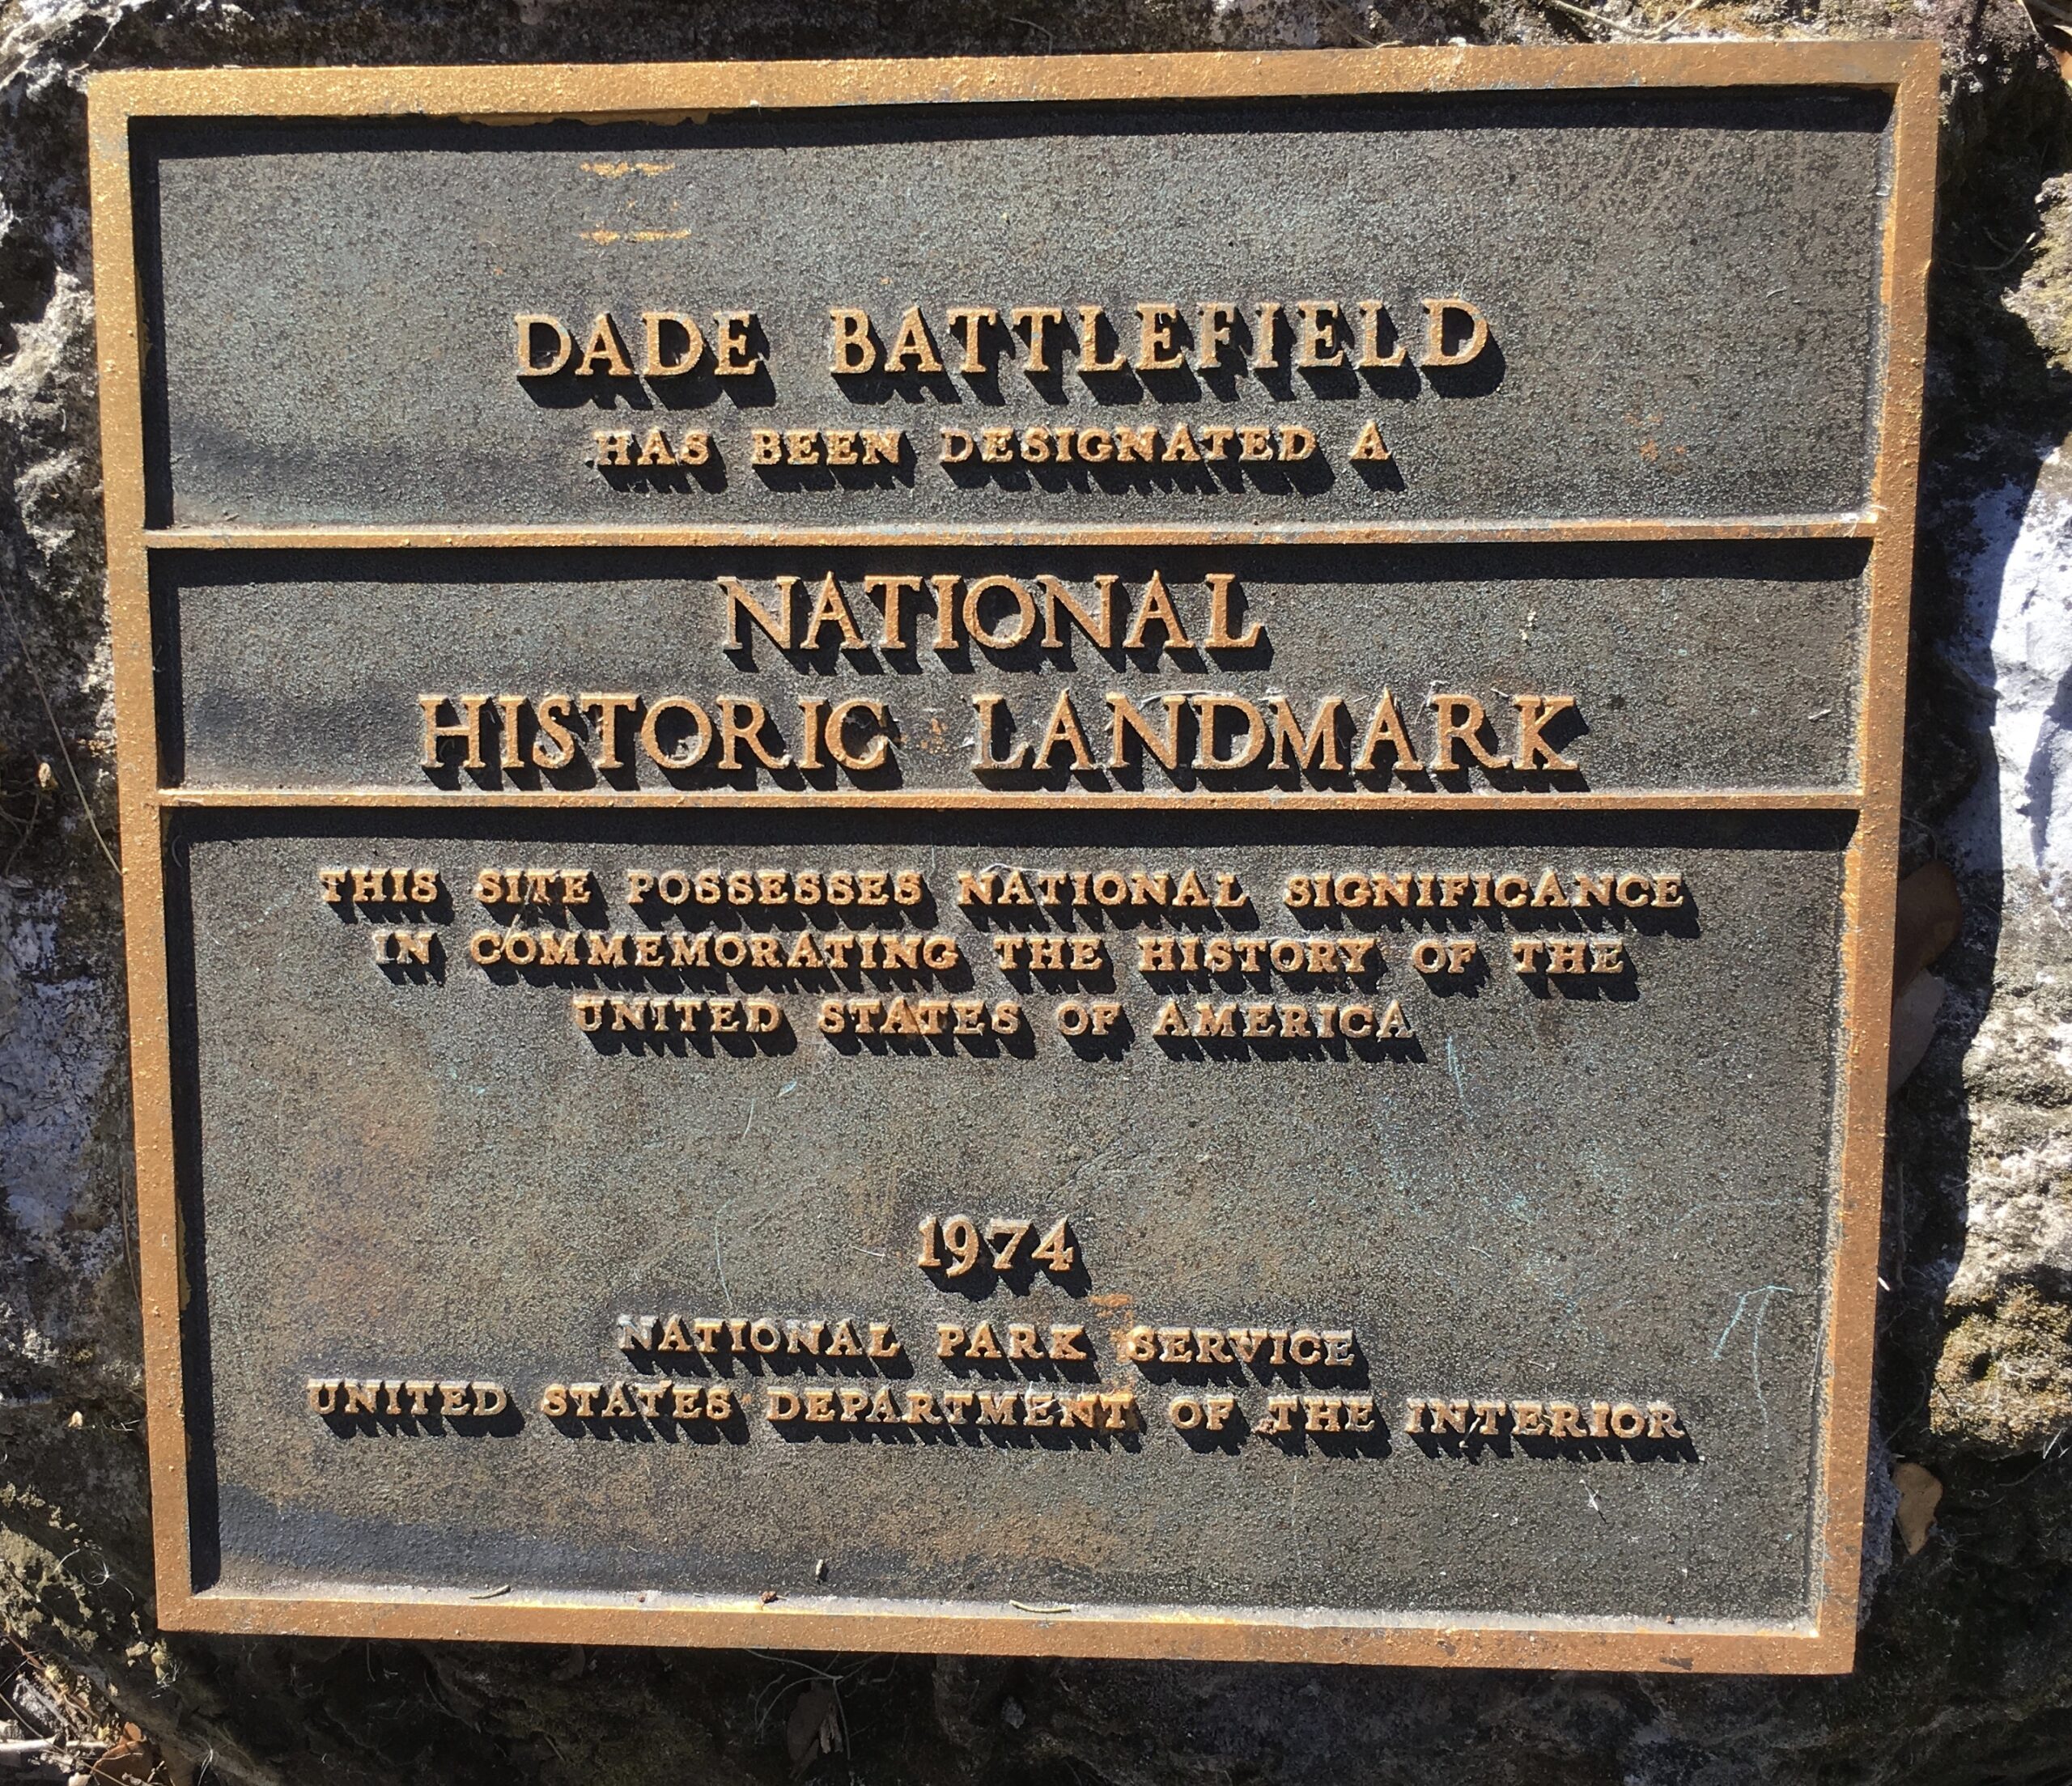 DADE BATTLEFIELD
HAS BEEN DESIGNATED A
NATIONAL
HISTORIC LANDMARK
THIS SITE POSSESSES NATIONAL SIGNIFICANCE
IN COMMEMORATING THE HISTORY OF THE
UNITED STATES OF AMERICA
1974
NATIONAL PARK SERVICE
UNITED STATES DEPARTMENT OF THE INTERIOR